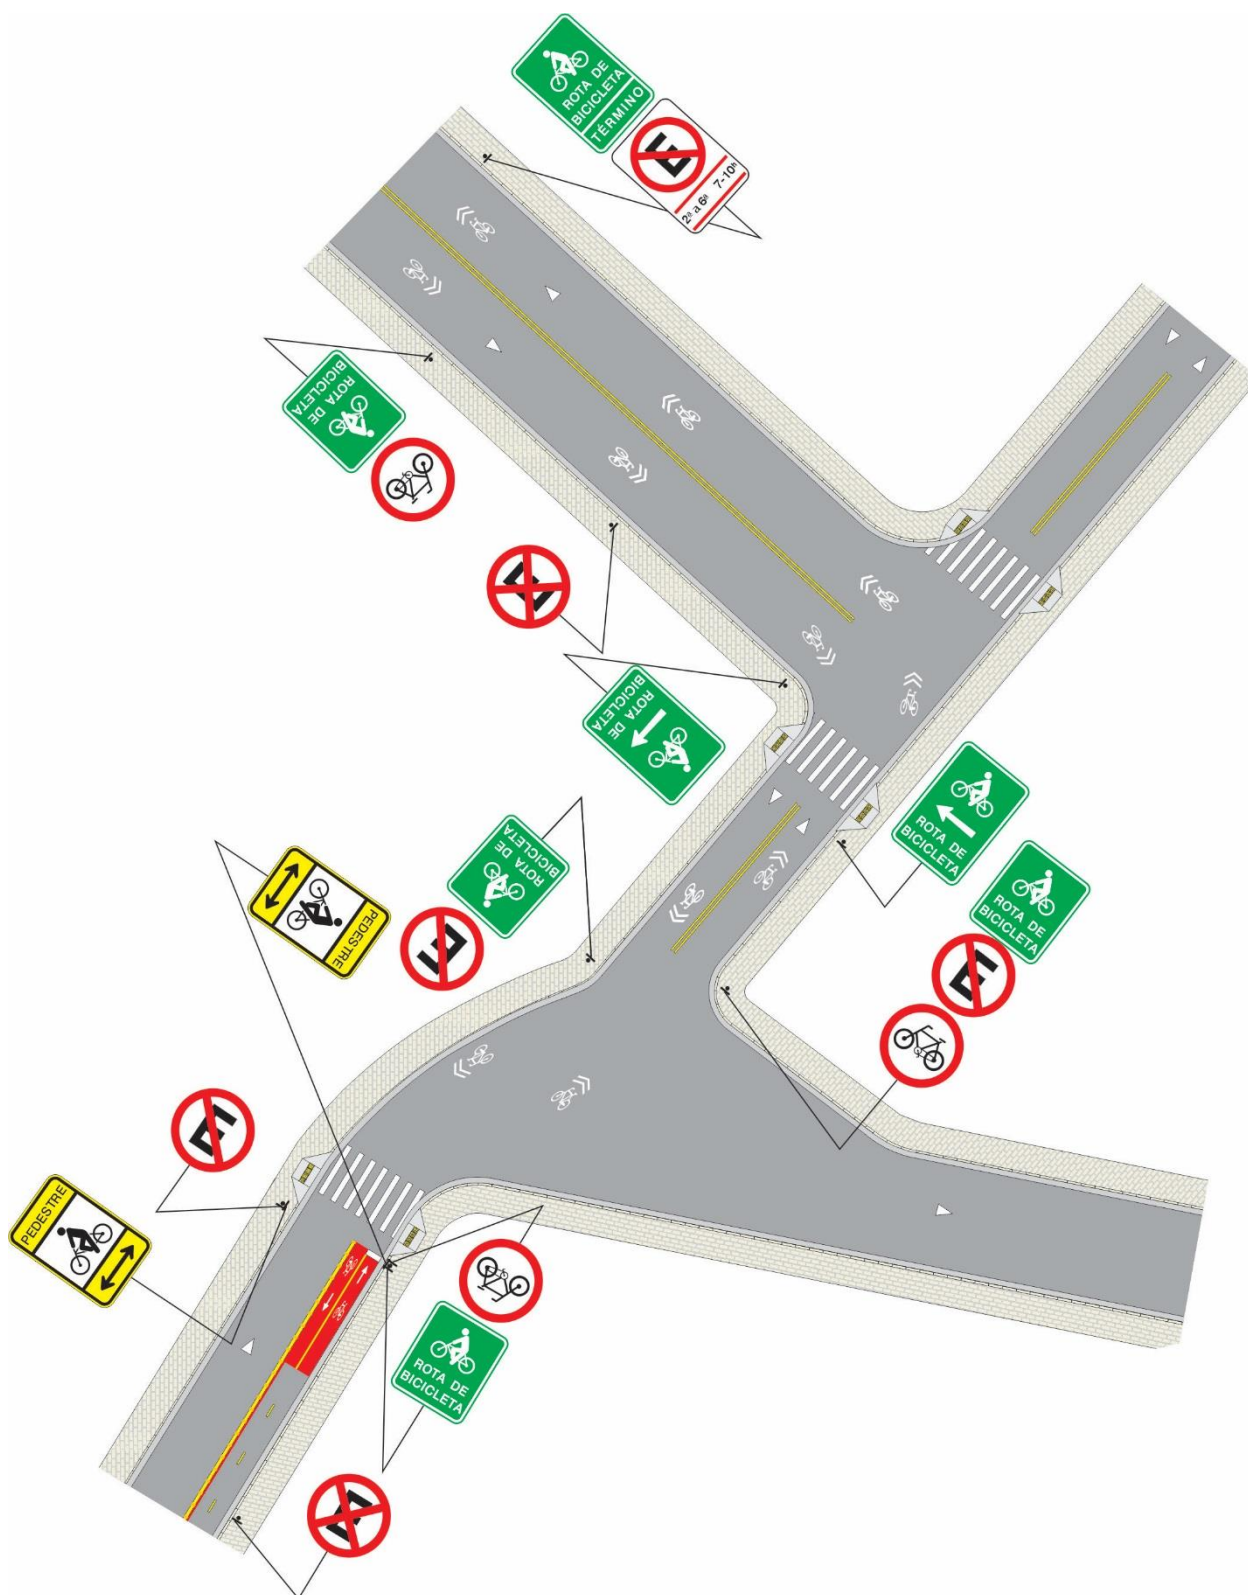 ROTA DE
BICICLETA
TÉRMINO
E
2ª a 6ª 7-10h
ROTA DE
BICICLETA
E
ROTA DE
BICICLETA
ROTA DE
BICICLETA
ROTA DE
BICICLETA
PEDESTRE
E
ROTA DE
BICICLETA
E
E
PEDESTRE
ROTA DE
BICICLETA
E